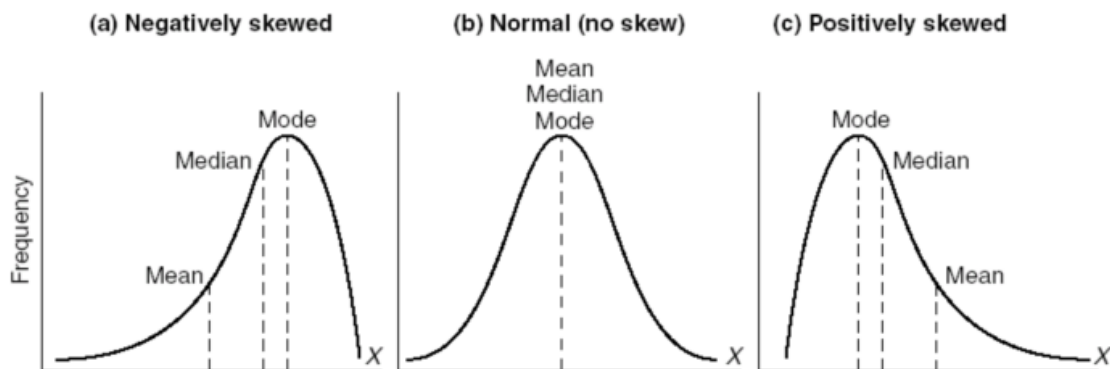 (a) Negatively skewed
(b) Normal (no skew)
(c) Positively skewed
Frequency
Mode
Median
Mean
X
Mean
Median
Mode
X
Mode
Median
Mean
X